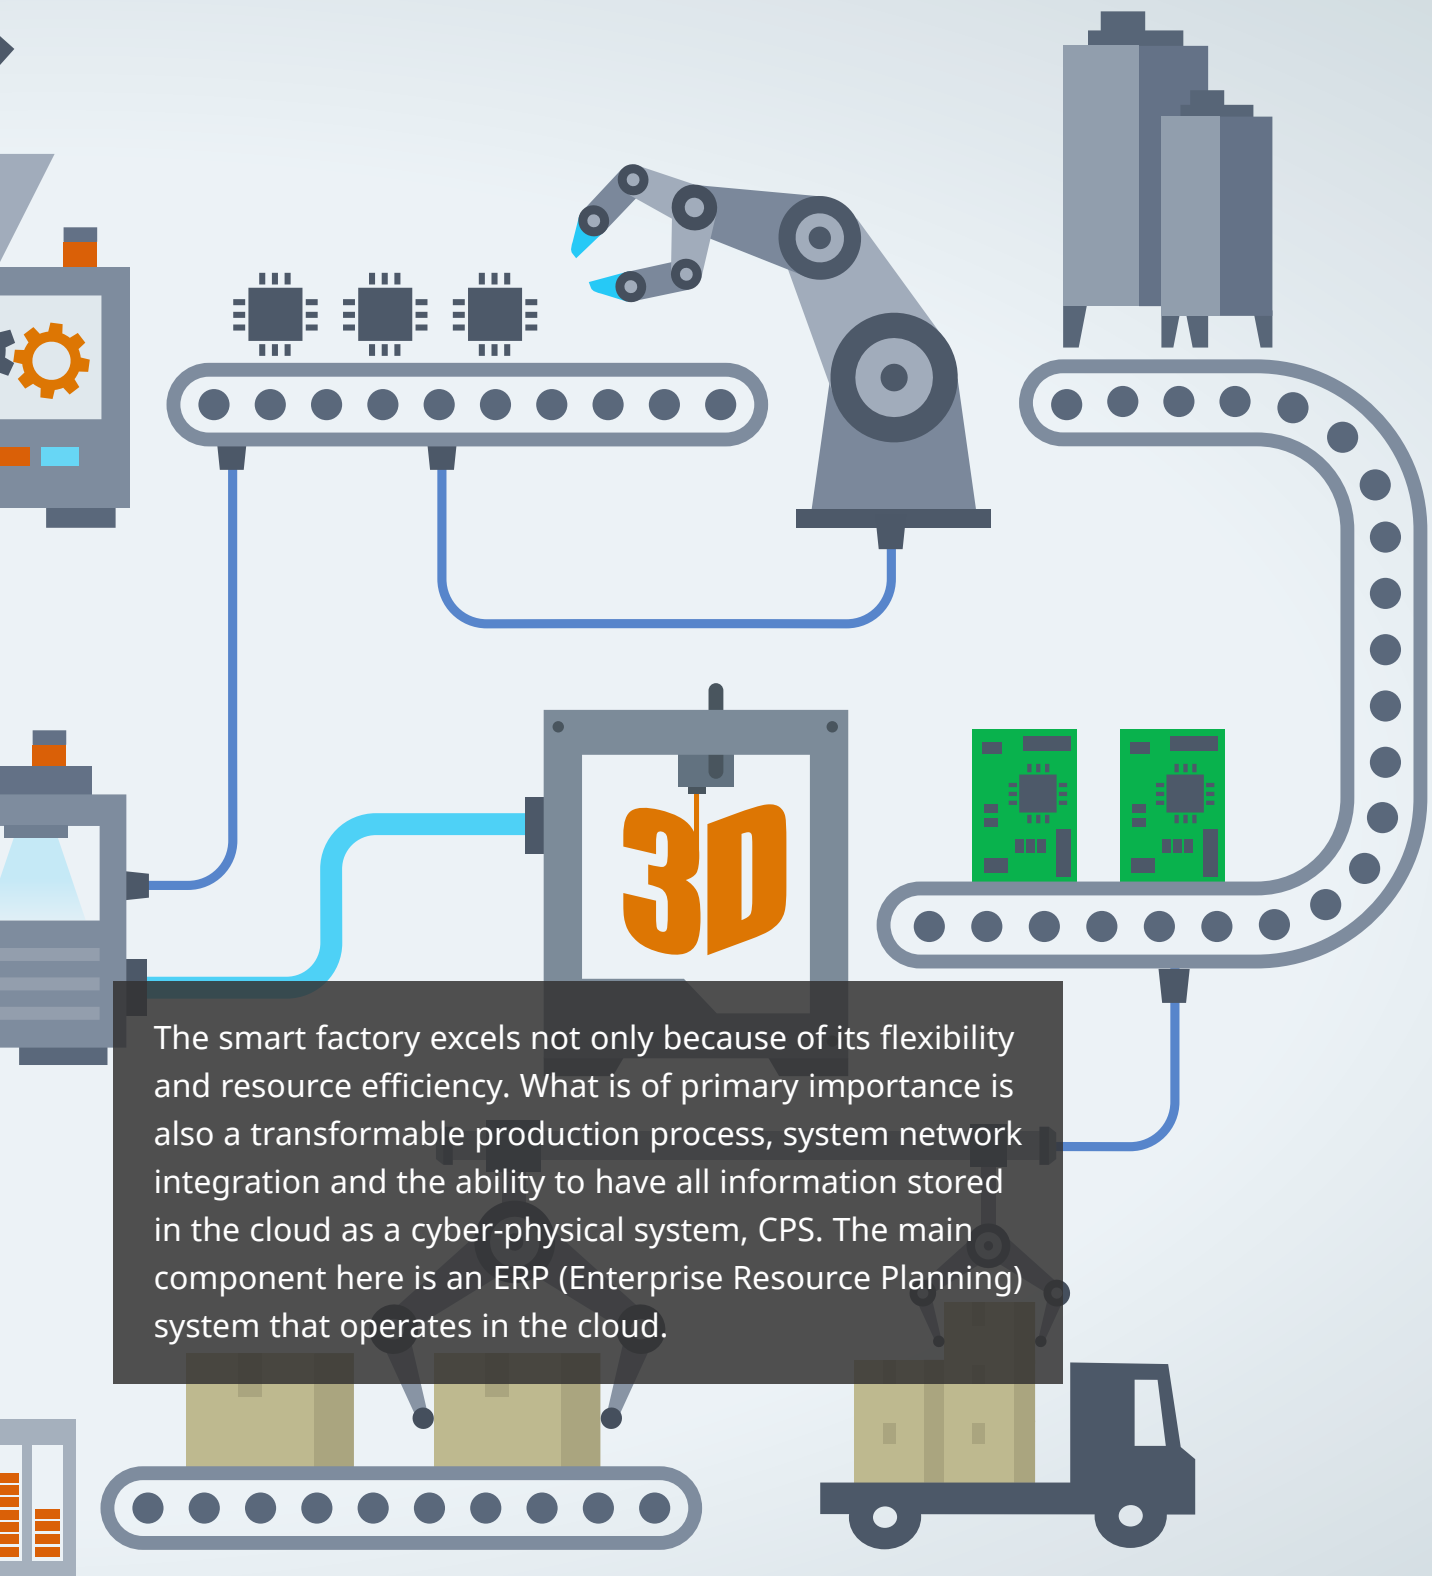 3D
The smart factory excels not only because of its flexibility
and resource efficiency. What is of primary importance is
also a transformable production process, system network
integration and the ability to have all information stored
in the cloud as a cyber-physical system, CPS. The main
component here is an ERP (Enterprise Resource Planning)
system that operates in the cloud.